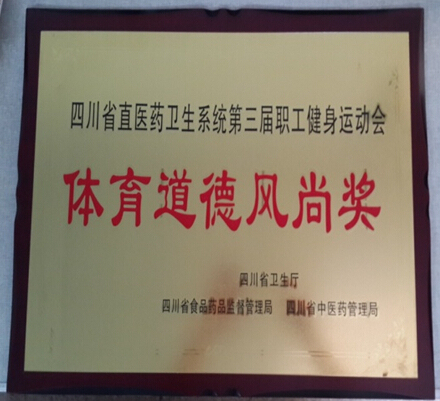 四川省直医药卫生系统第三届职工健身运动会
体育道德风尚奖
四川省卫生厅
四川省食品药品监督管理局 四川省中医药管理局